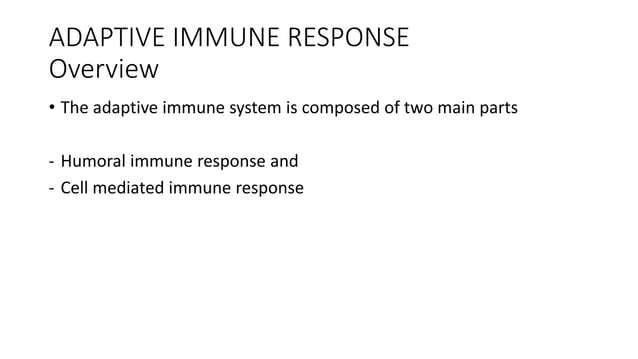 ADAPTIVE IMMUNE RESPONSE
Overview
• The adaptive immune system is composed of two main parts
- Humoral immune response and
- Cell mediated immune response